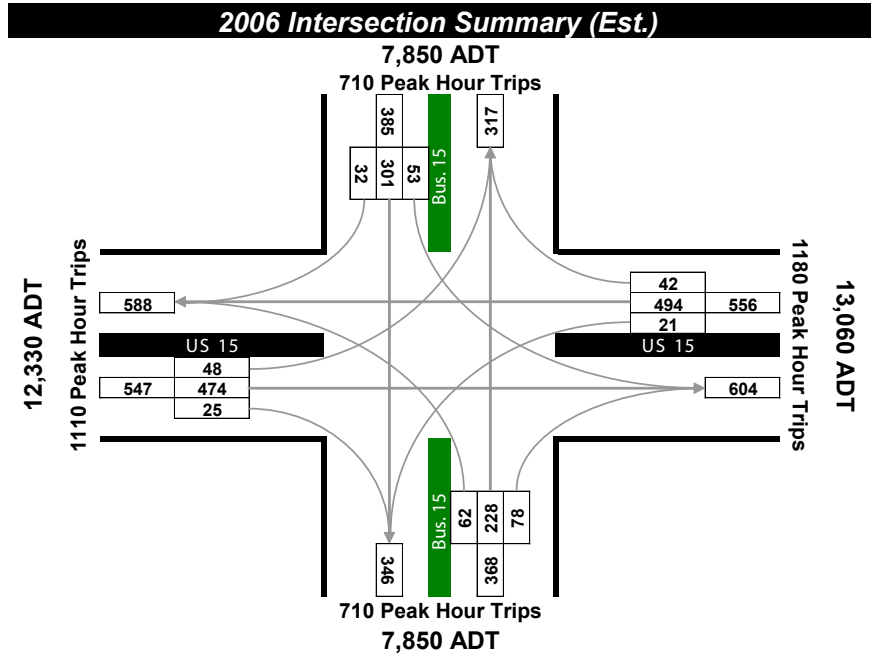 2006 Intersection Summary (Est.)
7,850 ADT
710 Peak Hour Trips
385
32 301 53
Bus. 15
317
12,330 ADT
1110 Peak Hour Trips
588
US 15
48
547 474
25
42
494 556
21
US 15
604
1180 Peak Hour Trips
13,060 ADT
346
Bus. 15
62 228 78
368
710 Peak Hour Trips
7,850 ADT